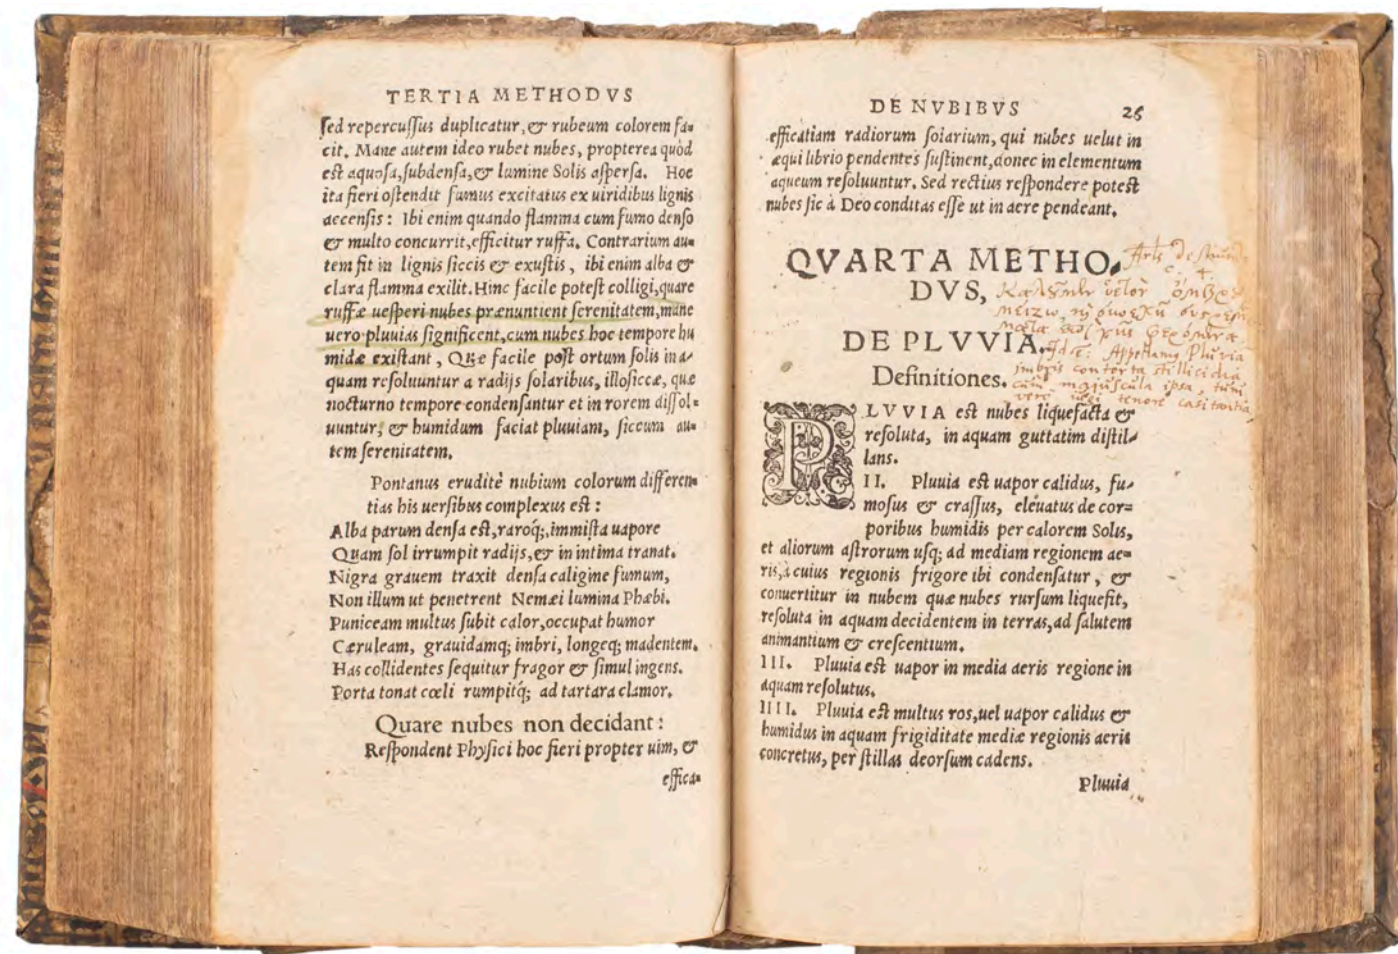 TERTIA METHODVS
sed repercussus duplicatur, & rubeum colorem fa-
cit. Mane autem ideo rubet nubes, propterea quòd
est aquosa, subdensa, & lumine Solis aspersa. Hoc
ita fieri ostendit fumus excitatus ex uiridibus lignis
accensis: Ibi enim quando flamma cum fumo denso
& multo concurrit, efficitur ruffa. Contrarium au-
tem fit in lignis siccis & exustis, ibi enim alba &
clara flamma exilit. Hinc facile potest colligi, quare
ruffæ uesperi nubes prænuntient serenitatem, mane
uero pluuias significent, cum nubes hoc tempore hu
midæ existant, Quæ facile post ortum solis in a-
quam resoluuntur a radijs solaribus, illo siccæ, quæ
nocturno tempore condensantur et in rorem dissol-
uuntur, & humidum faciat pluuiam, siccum au-
tem serenitatem.
Pontanus eruditè nubium colorum differen-
tias his uersibus complexus est:
Alba parum densa est, raroq́;, immista uapore
Quam sol irrumpit radijs, & in intima tranat.
Nigra grauem traxit densa caligine fumum,
Non illum ut penetrent Nemæi lumina Phœbi.
Puniceam multus subit calor, occupat humor
Cæruleam, grauidamq; imbri, longeq; madentem.
Has collidentes sequitur fragor & simul ingens.
Porta tonat cœli rumpitq́; ad tartara clamor.
Quare nubes non decidant:
Respondent Physici hoc fieri propter uim, &
effica-
DE NVBIBVS 26
efficatiam radiorum solarium, qui nubes uelut in
æqui librio pendentes sustinent, donec in elementum
aqueum resoluuntur. Sed rectius respondere potest
nubes sic à Deo conditas esse ut in aere pendeant.
QVARTA METHO-
DVS,
DE PLVVIA.
Appellamus Pluvia
imbris contorta stillicidia
cum majuscula ipsa,
Definitiones.
PLVVIA est nubes liquefacta &
resoluta, in aquam guttatim distil-
lans.
II. Pluuia est uapor calidus, fu-
mosus & crassus, eleuatus de cor-
poribus humidis per calorem Solis,
et aliorum astrorum usq; ad mediam regionem ae-
ris, à cuius regionis frigore ibi condensatur, &
conuertitur in nubem quæ nubes rursum liquefit,
resoluta in aquam decidentem in terras, ad salutem
animantium & crescentium.
III. Pluuia est uapor in media aeris regione in
aquam resolutus.
IIII. Pluuia est multus ros, uel uapor calidus &
humidus in aquam frigiditate mediæ regionis aeris
concretus, per stillas deorsum cadens.
Pluuia